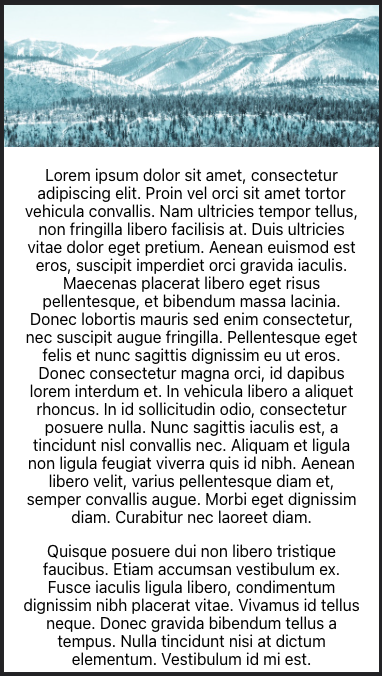 Lorem ipsum dolor sit amet, consectetur
adipiscing elit. Proin vel orci sit amet tortor
vehicula convallis. Nam ultricies tempor tellus,
non fringilla libero facilisis at. Duis ultricies
vitae dolor eget pretium. Aenean euismod est
eros, suscipit imperdiet orci gravida iaculis.
Maecenas placerat libero eget risus
pellentesque, et bibendum massa lacinia.
Donec lobortis mauris sed enim consectetur,
nec suscipit augue fringilla. Pellentesque eget
felis et nunc sagittis dignissim eu ut eros.
Donec consectetur magna orci, id dapibus
lorem interdum et. In vehicula libero a aliquet
rhoncus. In id sollicitudin odio, consectetur
posuere nulla. Nunc sagittis iaculis est, a
tincidunt nisl convallis nec. Aliquam et ligula
non ligula feugiat viverra quis id nibh. Aenean
libero velit, varius pellentesque diam et,
semper convallis augue. Morbi eget dignissim
diam. Curabitur nec laoreet diam.
Quisque posuere dui non libero tristique
faucibus. Etiam accumsan vestibulum ex.
Fusce iaculis ligula libero, condimentum
dignissim nibh placerat vitae. Vivamus id tellus
neque. Donec gravida bibendum tellus a
tempus. Nulla tincidunt nisi at dictum
elementum. Vestibulum id mi est.